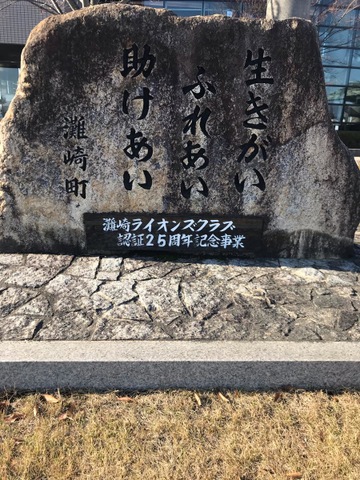 生きがい
ふれあい
助けあい
灘崎町
灘崎ライオンズクラブ
認証25周年記念事業